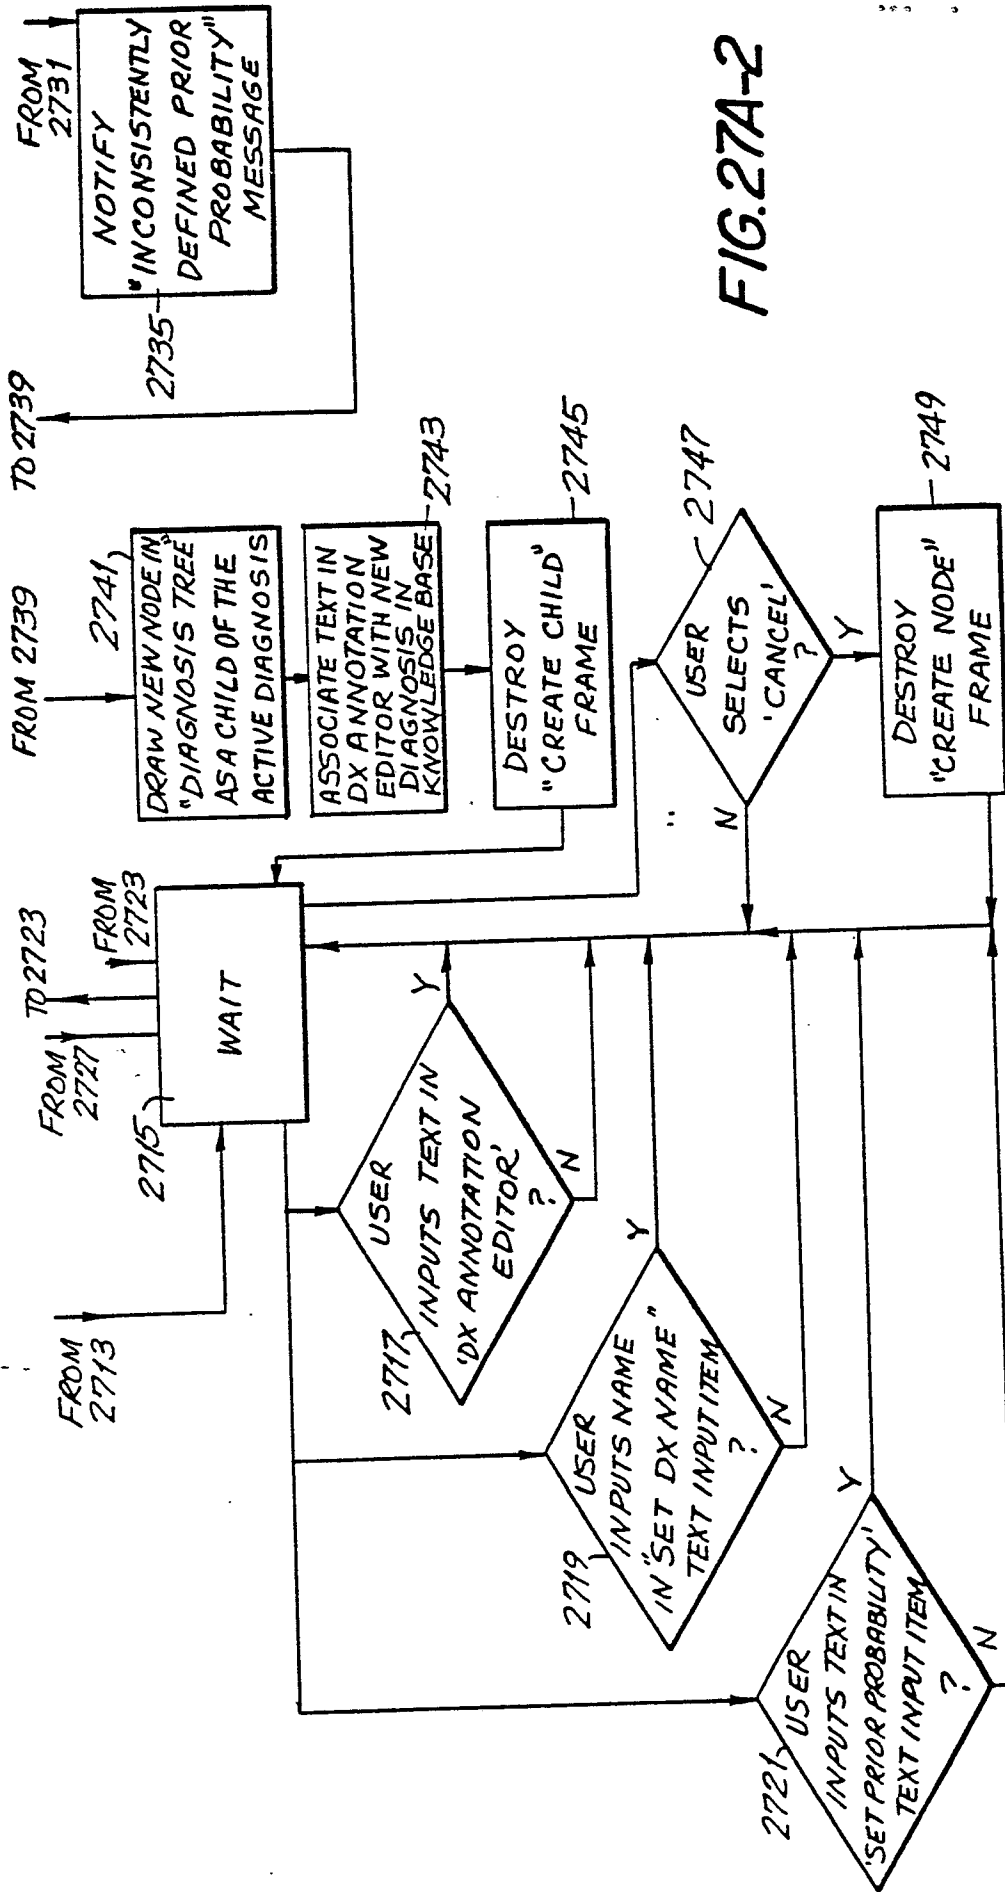 FROM
2713
FROM
2727
TO 2723
FROM
2723
2715
WAIT
2717
USER
INPUTS TEXT IN
'DX ANNOTATION
EDITOR'
?
Y
N
2719
USER
INPUTS NAME
IN "SET DX NAME"
TEXT INPUT ITEM
?
Y
N
2721
USER
INPUTS TEXT IN
'SET PRIOR PROBABILITY'
TEXT INPUT ITEM
?
Y
N
FROM 2739
2741
DRAW NEW NODE IN
"DIAGNOSIS TREE"
AS A CHILD OF THE
ACTIVE DIAGNOSIS
ASSOCIATE TEXT IN
DX ANNOTATION
EDITOR WITH NEW
DIAGNOSIS IN
KNOWLEDGE BASE
2743
DESTROY
"CREATE CHILD"
FRAME
2745
USER
SELECTS
'CANCEL'
?
2747
N
Y
DESTROY
"CREATE NODE"
FRAME
2749
TO 2739
FROM
2731
NOTIFY
"INCONSISTENTLY
DEFINED PRIOR
PROBABILITY"
MESSAGE
2735
FIG.27A-2